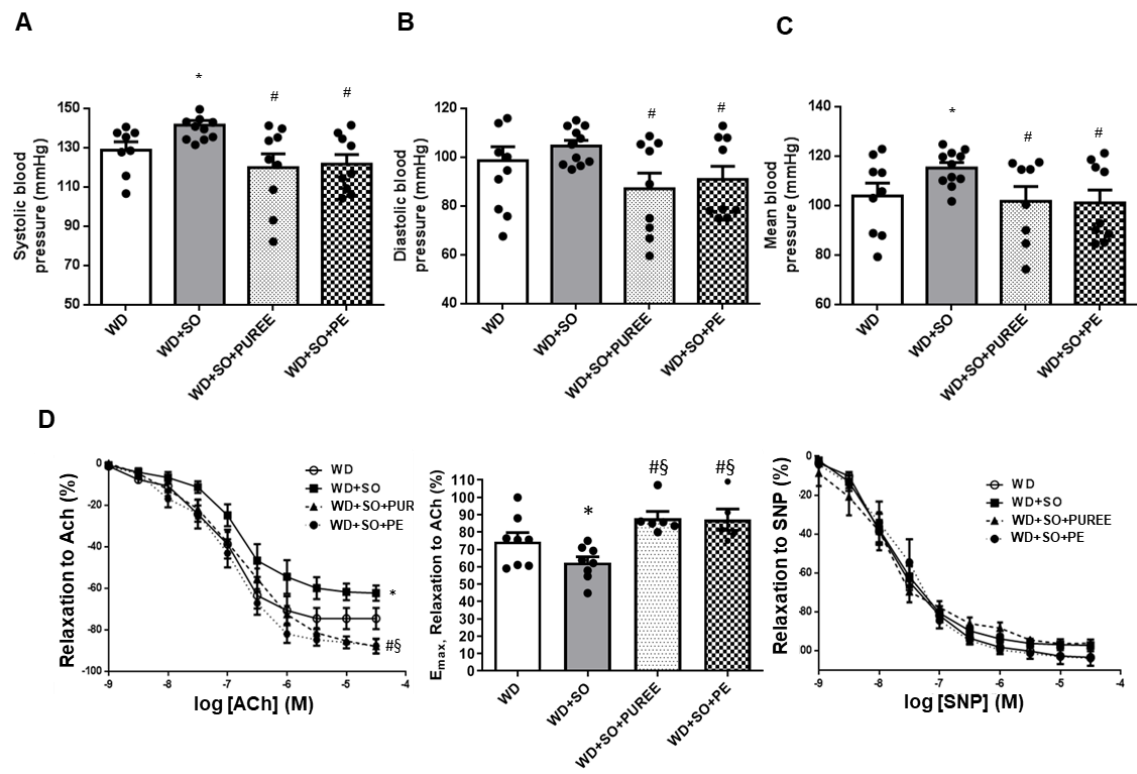 A
B
C
Systolic blood
pressure (mmHg)
150
130
110
90
70
50
*
#
#
WD
WD+SO
WD+SO+PUREE
WD+SO+PE
Diastolic blood
pressure (mmHg)
120
100
80
60
40
#
#
WD
WD+SO
WD+SO+PUREE
WD+SO+PE
Mean blood
pressure (mmHg)
140
120
100
80
60
*
#
#
WD
WD+SO
WD+SO+PUREE
WD+SO+PE
D
Relaxation to Ach (%)
0
-20
-40
-60
-80
-100
-9
-8
-7
-6
-5
-4
log [ACh] (M)
WD
WD+SO
WD+SO+PUR
WD+SO+PE
*
#§
Emax, Relaxation to ACh (%)
110
100
90
80
70
60
50
40
30
20
10
0
*
#§
#§
WD
WD+SO
WD+SO+PUREE
WD+SO+PE
Relaxation to SNP (%)
0
-20
-40
-60
-80
00
-9
-8
-7
-6
-5
-4
log [SNP] (M)
WD
WD+SO
WD+SO+PUREE
WD+SO+PE